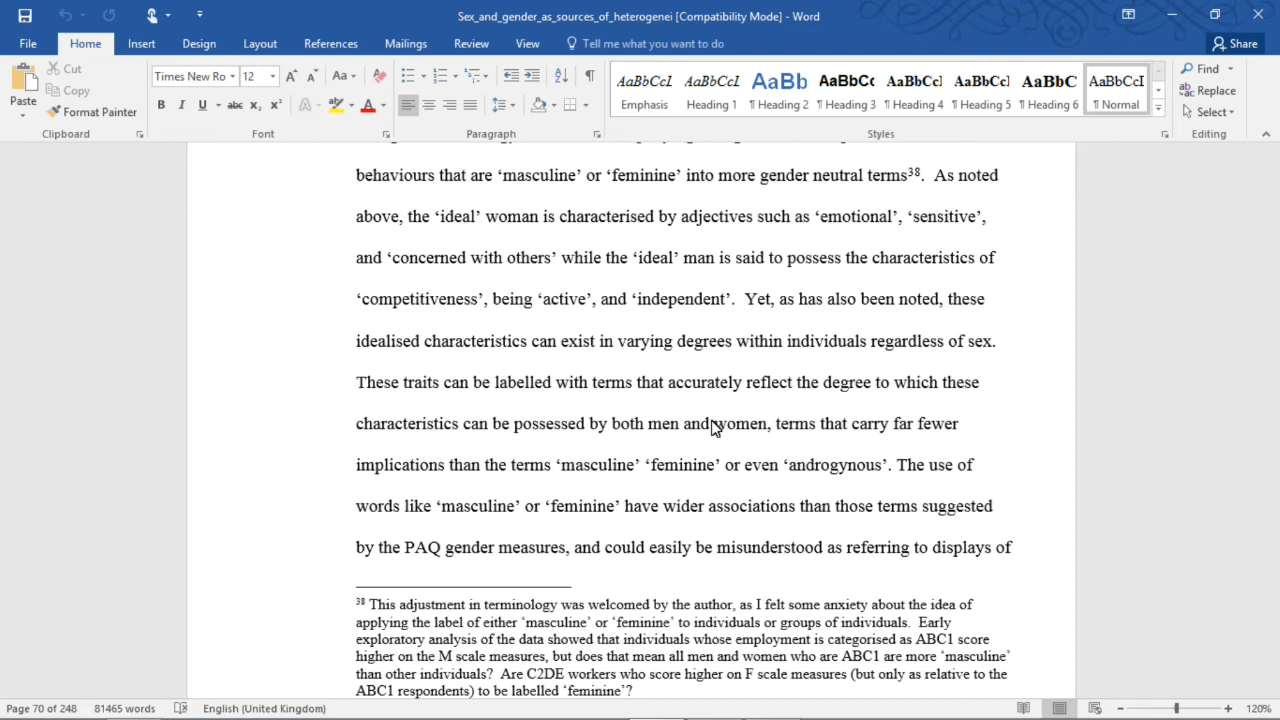 Sex_and_gender_as_sources_of_heterogenei [Compatibility Mode] - Word
File Home Insert Design Layout References Mailings Review View Tell me what you want to do Share
Cut Times New Ro 12 Aa AaBbCcI AaBbCcI AaBb AaBbCc AaBbCcI AaBbCcI AaBbC AaBbCcI Find
Paste Copy Replace
Format Painter B I U abc x₂ x² A A Emphasis Heading 1 ¶ Heading 2 ¶ Heading 3 ¶ Heading 4 ¶ Heading 5 ¶ Heading 6 ¶ Normal Select
Clipboard Font Paragraph Styles Editing
behaviours that are ‘masculine’ or ‘feminine’ into more gender neutral terms³⁸.  As noted
above, the ‘ideal’ woman is characterised by adjectives such as ‘emotional’, ‘sensitive’,
and ‘concerned with others’ while the ‘ideal’ man is said to possess the characteristics of
‘competitiveness’, being ‘active’, and ‘independent’.  Yet, as has also been noted, these
idealised characteristics can exist in varying degrees within individuals regardless of sex.
These traits can be labelled with terms that accurately reflect the degree to which these
characteristics can be possessed by both men and women, terms that carry far fewer
implications than the terms ‘masculine’ ‘feminine’ or even ‘androgynous’. The use of
words like ‘masculine’ or ‘feminine’ have wider associations than those terms suggested
by the PAQ gender measures, and could easily be misunderstood as referring to displays of
³⁸ This adjustment in terminology was welcomed by the author, as I felt some anxiety about the idea of
applying the label of either ‘masculine’ or ‘feminine’ to individuals or groups of individuals.  Early
exploratory analysis of the data showed that individuals whose employment is categorised as ABC1 score
higher on the M scale measures, but does that mean all men and women who are ABC1 are more ‘masculine’
than other individuals?  Are C2DE workers who score higher on F scale measures (but only as relative to the
ABC1 respondents) to be labelled ‘feminine’?
Page 70 of 248 81465 words English (United Kingdom) 120%